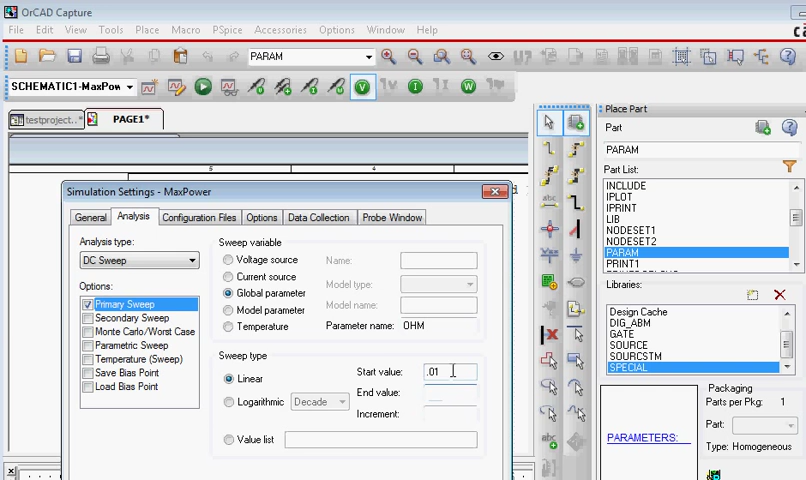 OrCAD Capture
File Edit View Tools Place Macro PSpice Accessories Options Window Help
PARAM
SCHEMATIC1-MaxPow
V I W
testproject..* PAGE1*
5 4
Simulation Settings - MaxPower
General Analysis Configuration Files Options Data Collection Probe Window
Analysis type:
DC Sweep
Options:
Primary Sweep
Secondary Sweep
Monte Carlo/Worst Case
Parametric Sweep
Temperature (Sweep)
Save Bias Point
Load Bias Point
Sweep variable
Voltage source
Current source
Global parameter
Model parameter
Temperature
Name:
Model type:
Model name:
Parameter name: OHM
Sweep type
Linear
Logarithmic Decade
Value list
Start value: .01
End value:
Increment:
abc
Place Part
Part
PARAM
Part List:
INCLUDE
IPLOT
IPRINT
LIB
NODESET1
NODESET2
PARAM
PRINT1
Libraries:
Design Cache
DIG_ABM
GATE
SOURCE
SOURCSTM
SPECIAL
PARAMETERS:
Packaging
Parts per Pkg: 1
Part:
Type: Homogeneous